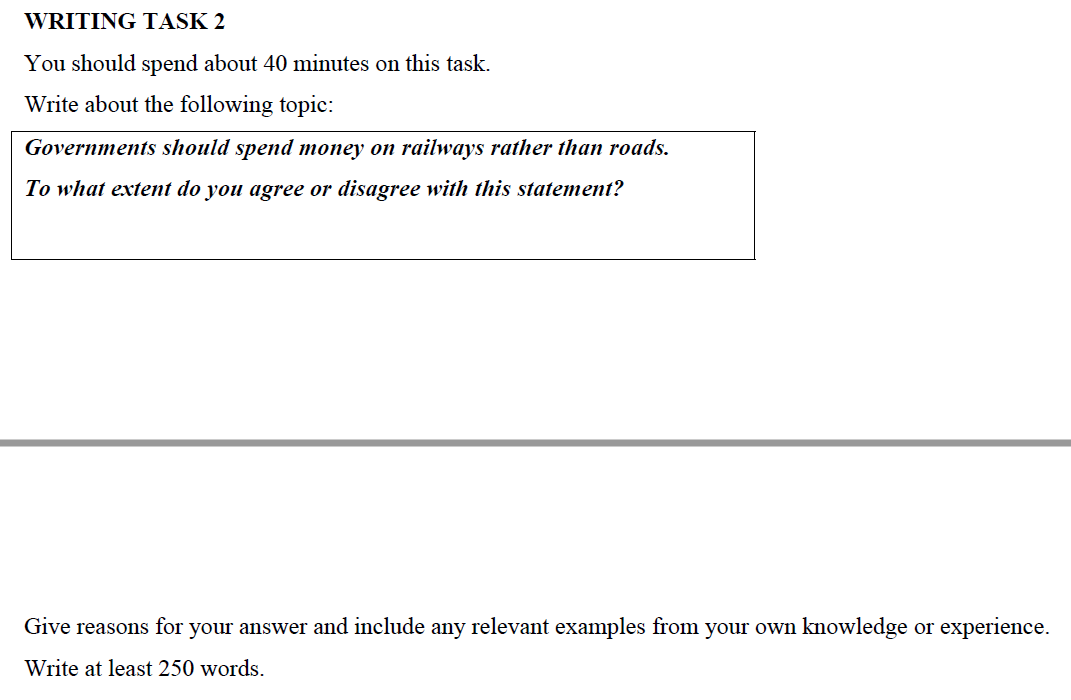 WRITING TASK 2
You should spend about 40 minutes on this task.
Write about the following topic:
Governments should spend money on railways rather than roads.
To what extent do you agree or disagree with this statement?
Give reasons for your answer and include any relevant examples from your own knowledge or experience.
Write at least 250 words.